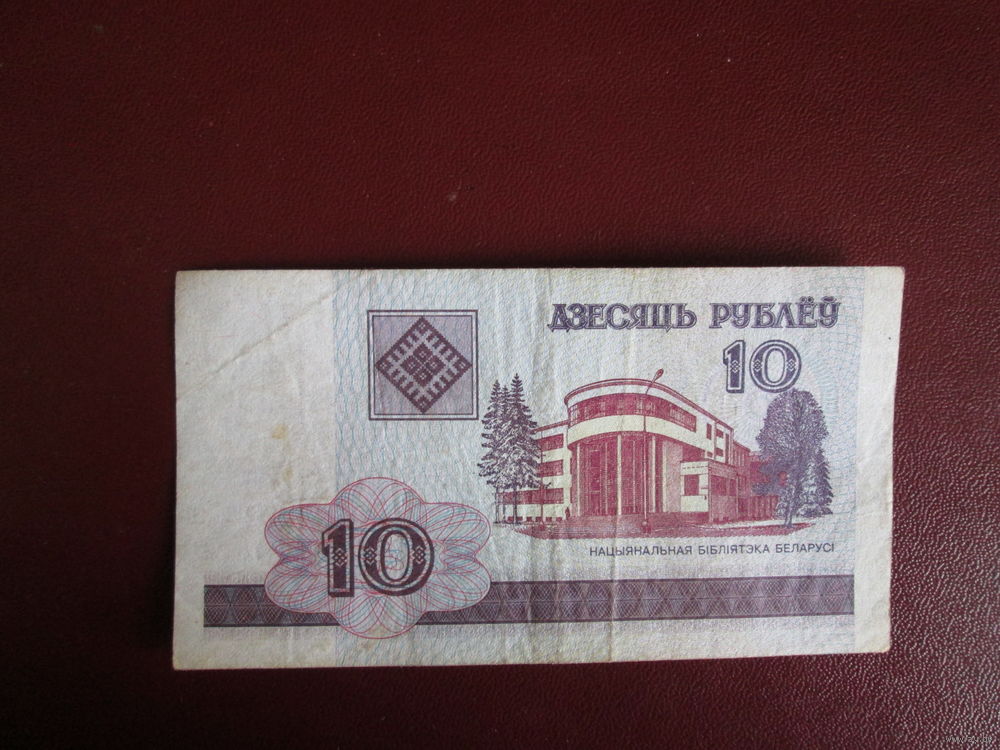 ДЗЕСЯЦЬ РУБЛЁЎ
10
НАЦЫЯНАЛЬНАЯ БІБЛІЯТЭКА БЕЛАРУСІ
10